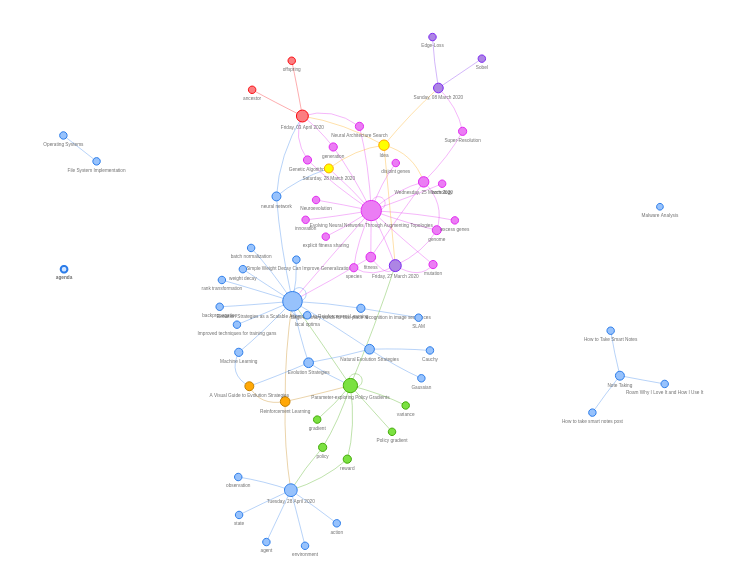 Edge-Loss
Sobel
offspring
ancestor
Sunday, 08 March 2020
Friday, 03 April 2020
Neural Architecture Search
Super-Resolution
Operating Systems
generation
Idea
File System Implementation
Genetic Algorithm
disjoint genes
Saturday, 28 March 2020
Wednesday, 25 March 2020
neural network
Neuroevolution
Malware Analysis
innovation
Evolving Neural Networks Through Augmenting Topologies
excess genes
explicit fitness sharing
genome
batch normalization
Simple Weight Decay Can Improve Generalization
species
fitness
mutation
agenda
weight decay
Friday, 27 March 2020
rank transformation
Evolution Strategies as a Scalable Alternative to Reinforcement Learning
local optima
SLAM
Improved techniques for training gans
How to Take Smart Notes
Machine Learning
Natural Evolution Strategies
Cauchy
Evolution Strategies
Gaussian
Note Taking
A Visual Guide to Evolution Strategies
Parameter-exploring Policy Gradients
Roam Why I Love It and How I Use It
Reinforcement Learning
variance
How to take smart notes post
gradient
Policy gradient
policy
reward
observation
Tuesday, 28 April 2020
state
action
agent
environment